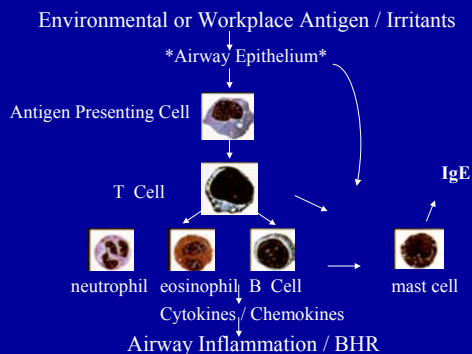 Environmental or Workplace Antigen / Irritants
*Airway Epithelium*
Antigen Presenting Cell
IgE
T Cell
neutrophil eosinophil B Cell mast cell
Cytokines / Chemokines
Airway Inflammation / BHR